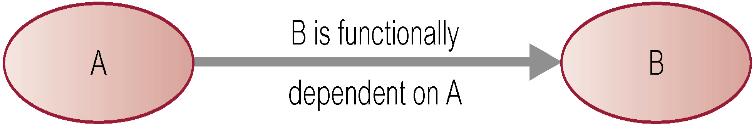 A
B is functionally
dependent on A
B